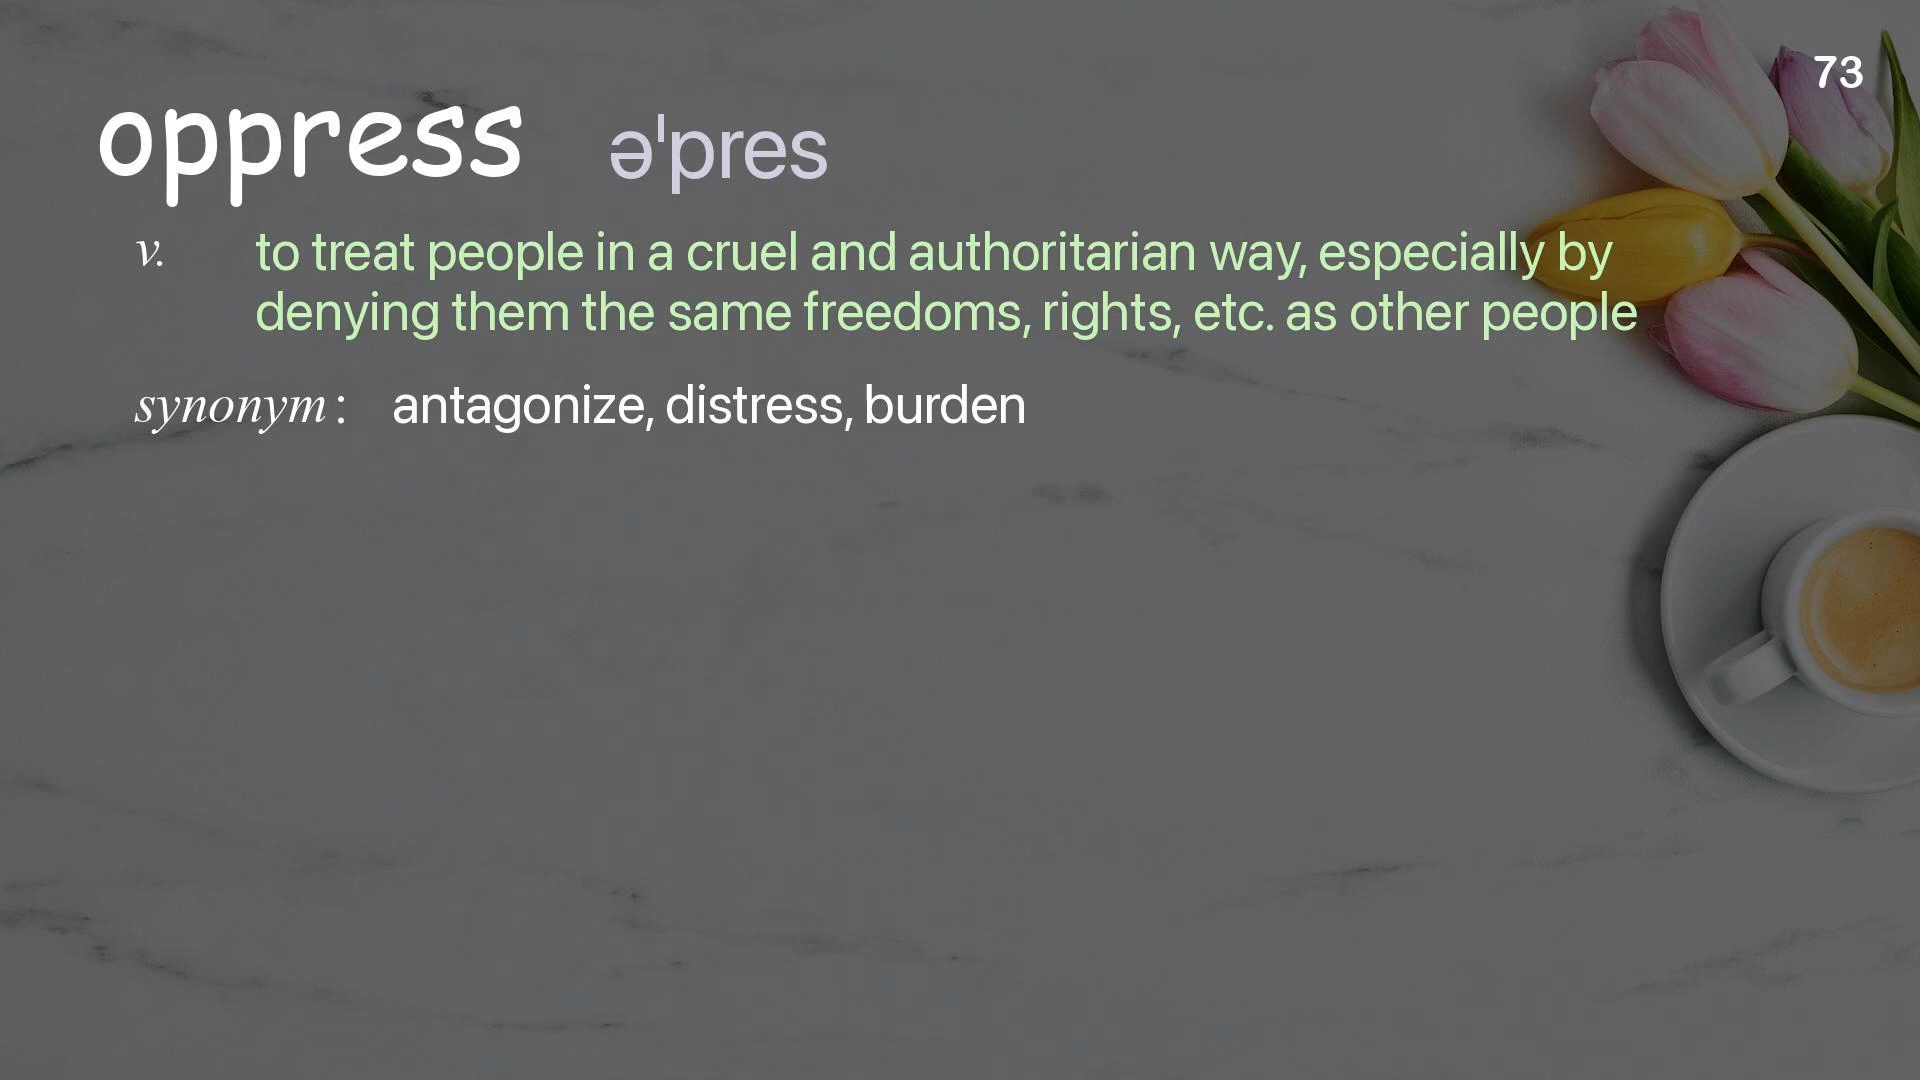 73
oppress əˈpres
v. to treat people in a cruel and authoritarian way, especially by
denying them the same freedoms, rights, etc. as other people
synonym : antagonize, distress, burden